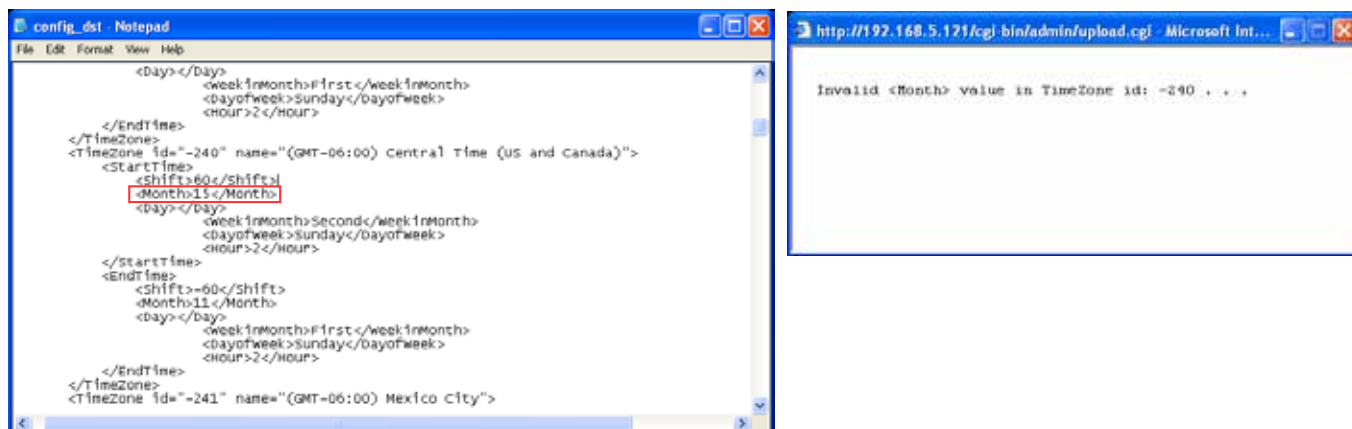 config_dst - Notepad
File Edit Format View Help
<Day></Day>
<WeekInMonth>First</WeekInMonth>
<DayofWeek>Sunday</DayofWeek>
<Hour>2</Hour>
</EndTime>
</TimeZone>
<TimeZone id="-240" name="(GMT-06:00) Central Time (US and Canada)">
<StartTime>
<Shift>60</Shift>
<Month>15</Month>
<Day></Day>
<WeekInMonth>Second</WeekInMonth>
<DayofWeek>Sunday</DayofWeek>
<Hour>2</Hour>
</StartTime>
<EndTime>
<Shift>-60</Shift>
<Month>11</Month>
<Day></Day>
<WeekInMonth>First</WeekInMonth>
<DayofWeek>Sunday</DayofWeek>
<Hour>2</Hour>
</EndTime>
</TimeZone>
<TimeZone id="-241" name="(GMT-06:00) Mexico City">
http://192.168.5.121/cgi-bin/admin/upload.cgi - Microsoft Int...
Invalid <Month> value in TimeZone id: -240 . . .